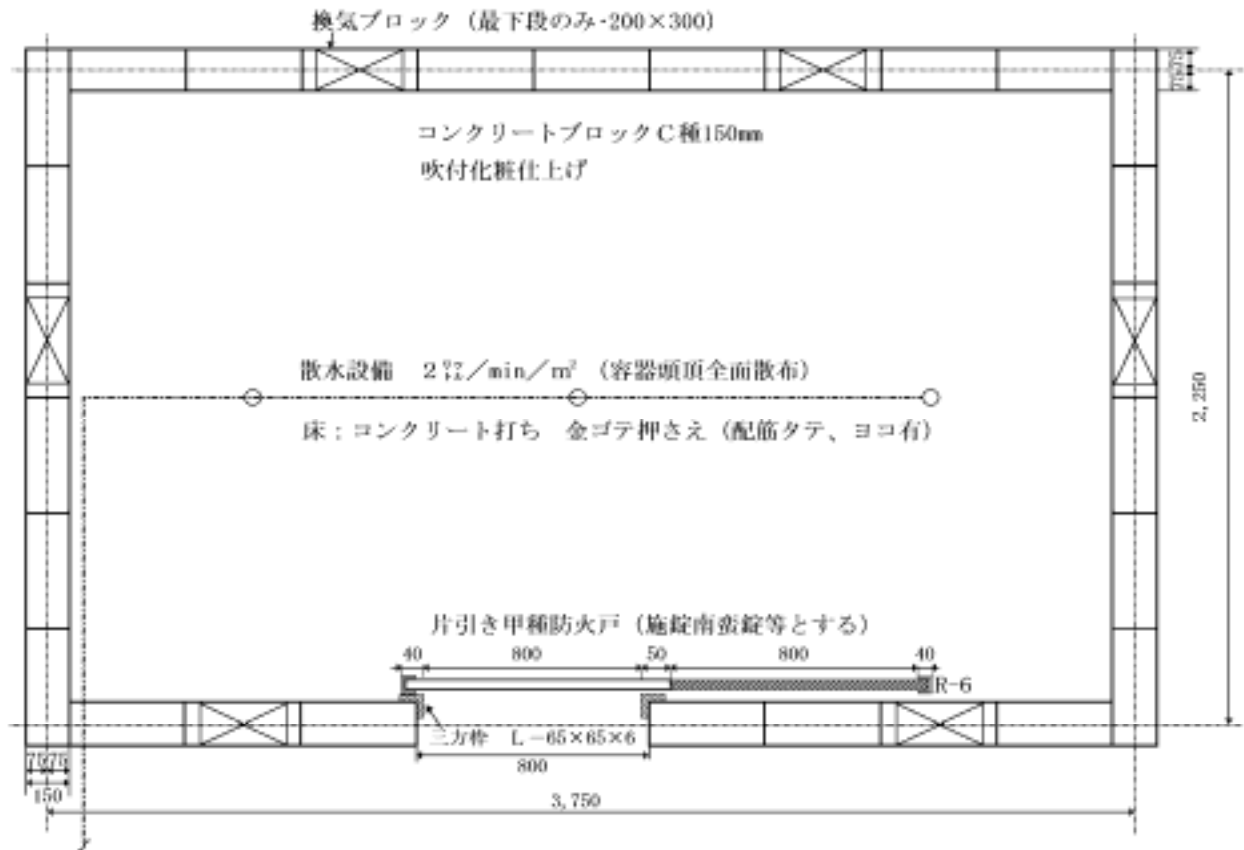 換気ブロック（最下段のみ-200×300）
75 75
コンクリートブロックC種150mm
吹付化粧仕上げ
散水設備　2㍑／min／㎡（容器頭頂全面散布）
床：コンクリート打ち　金ゴテ押さえ（配筋タテ、ヨコ有）
2,250
片引き甲種防火戸（施錠南蛮錠等とする）
40 800 50 800 40
R-6
三方枠　L－65×65×6
75 75
800
150
3,750